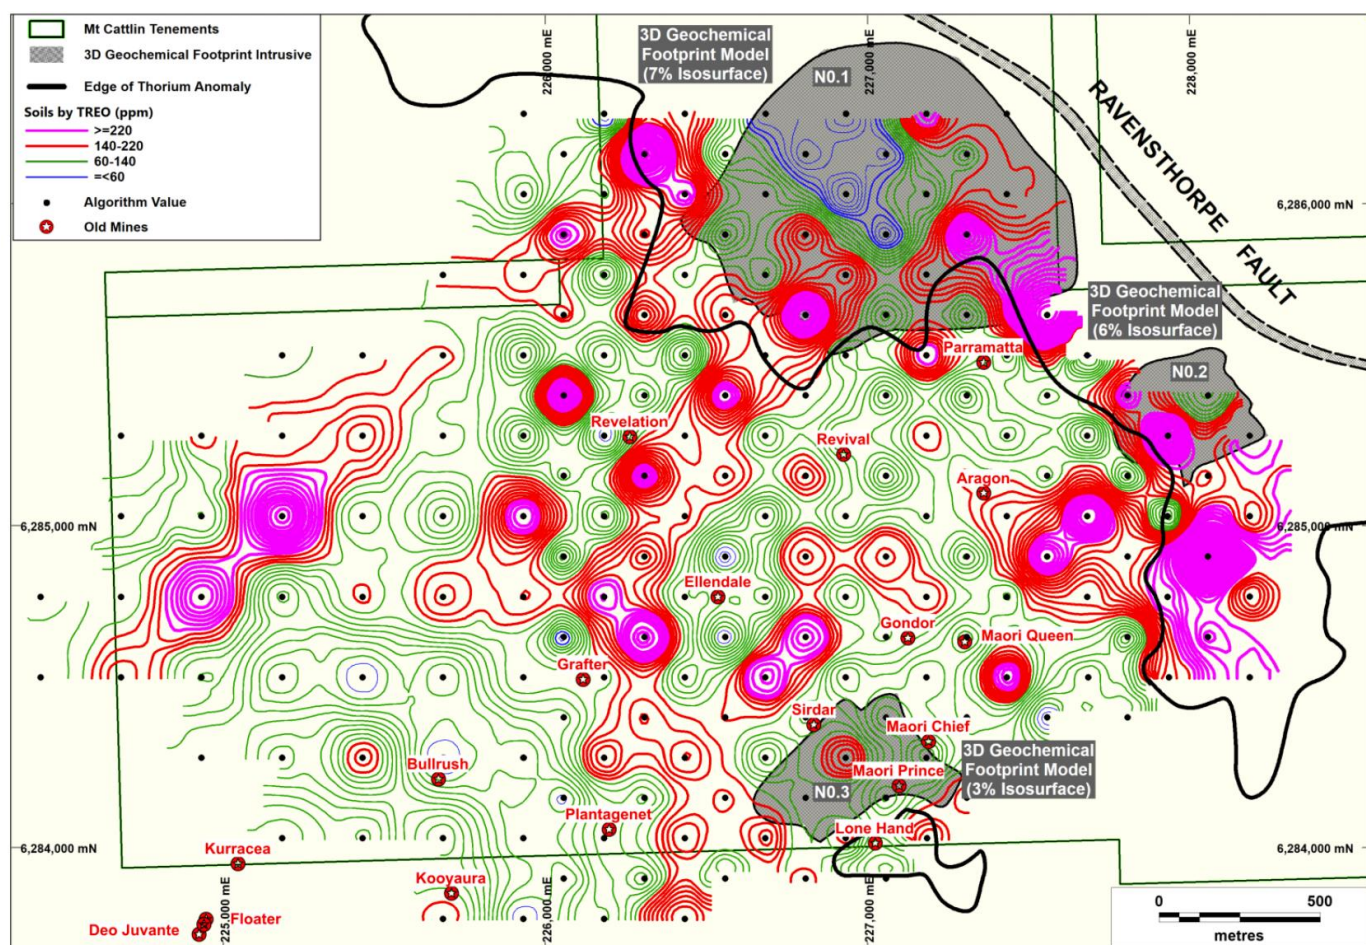 Mt Cattlin Tenements
3D Geochemical Footprint Intrusive
Edge of Thorium Anomaly
Soils by TREO (ppm)
>=220
140-220
60-140
=<60
Algorithm Value
Old Mines
226,000 mE
227,000 mE
228,000 mE
3D Geochemical
Footprint Model
(7% Isosurface)
N0.1
RAVENSTHORPE FAULT
6,286,000 mN
3D Geochemical
Footprint Model
(6% Isosurface)
Parramatta
N0.2
Revelation
Revival
Aragon
6,285,000 mN
6,285,000 mN
Ellendale
Gondor
Maori Queen
Grafter
Sirdar
Maori Chief
3D Geochemical
Footprint Model
(3% Isosurface)
Bullrush
Maori Prince
N0.3
Plantagenet
Lone Hand
6,284,000 mN
6,284,000 mN
Kurracea
Kooyaura
Floater
Deo Juvante
225,000 mE
226,000 mE
227,000 mE
0 500
metres